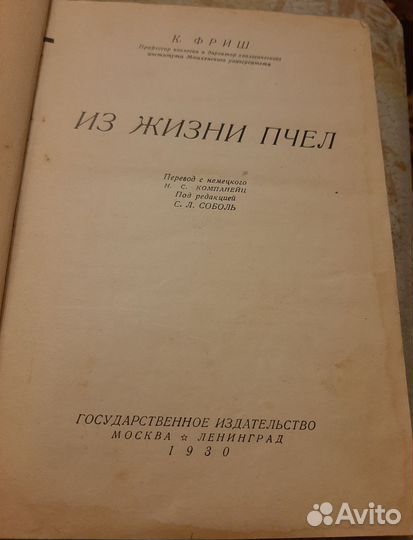 К. ФРИШ
Профессор зоологии и директор зоологического
института Мюнхенского университета
ИЗ ЖИЗНИ ПЧЕЛ
Перевод с немецкого
Н. С. КОМПАНЕЙЦ
Под редакцией
С. Л. СОБОЛЬ
ГОСУДАРСТВЕННОЕ ИЗДАТЕЛЬСТВО
МОСКВА ☆ ЛЕНИНГРАД
1930
Avito